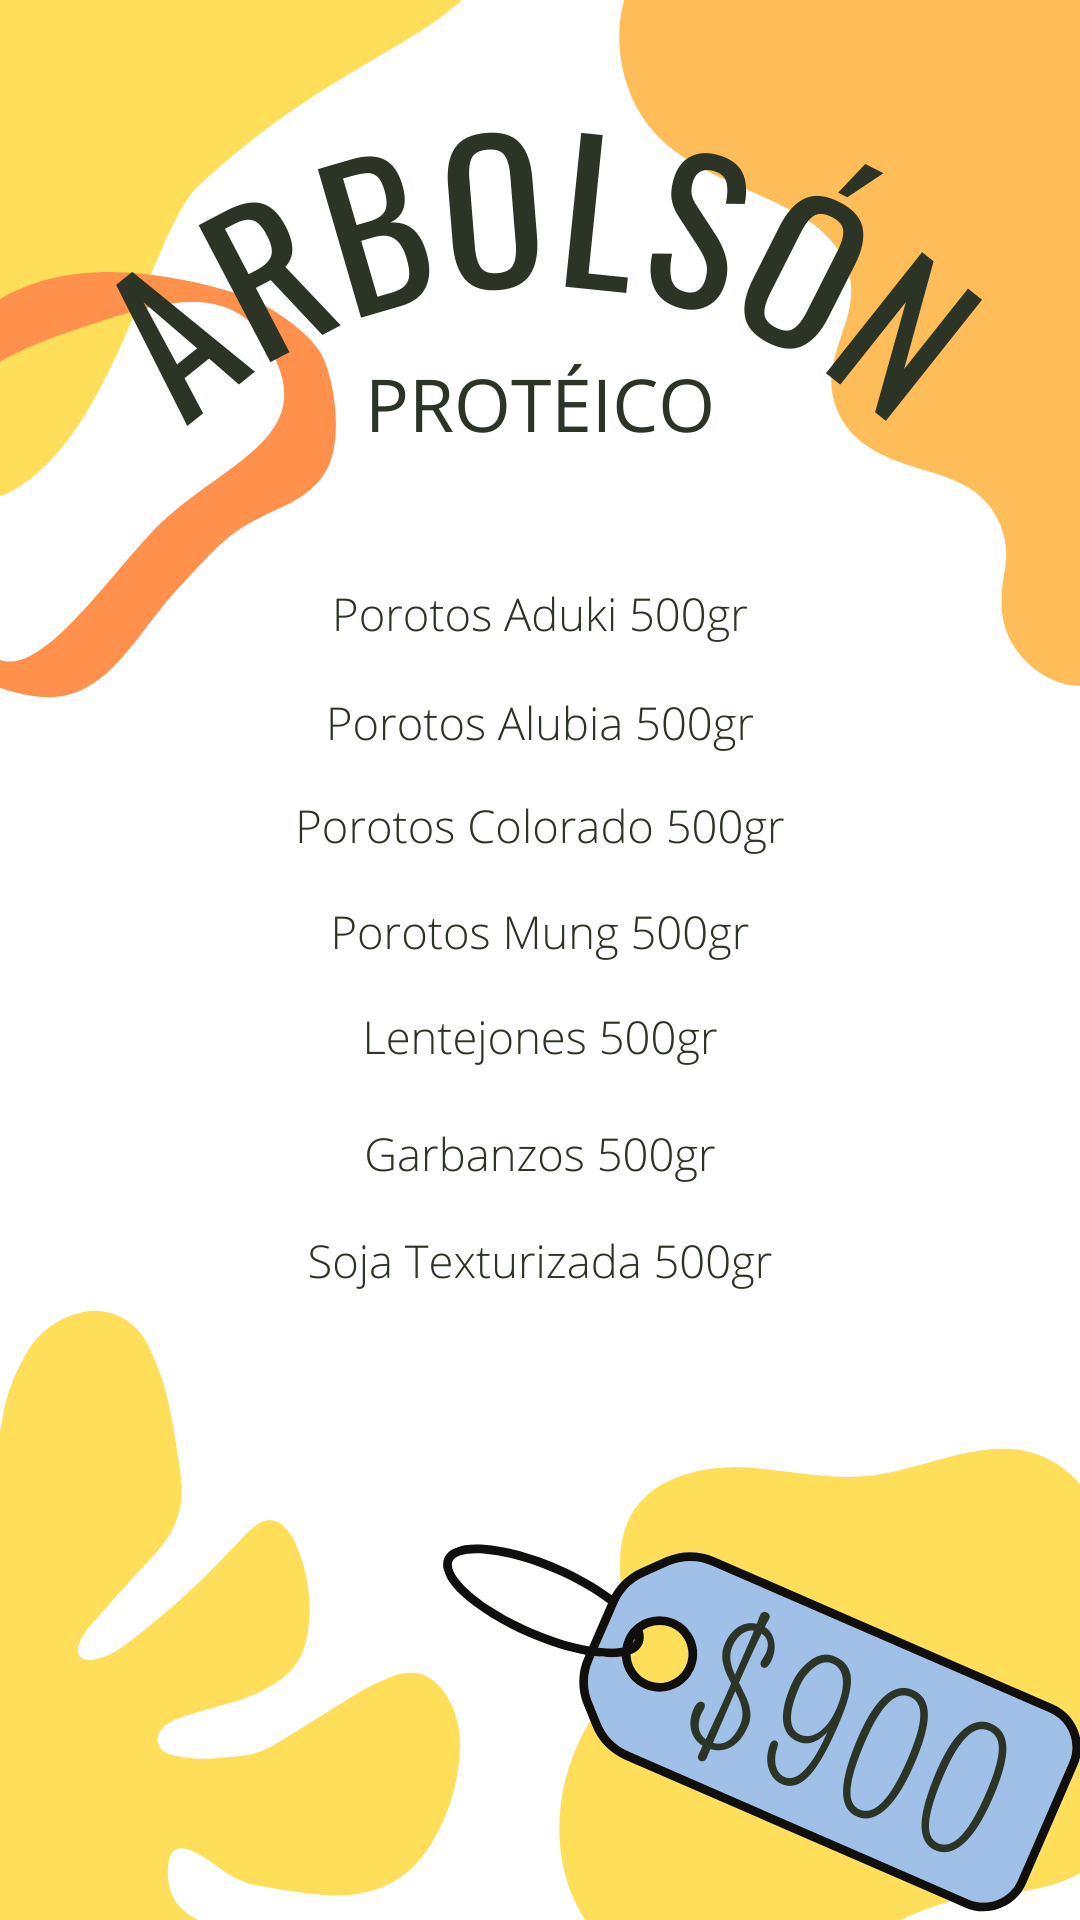 ARBOLSÓN
PROTÉICO
Porotos Aduki 500gr
Porotos Alubia 500gr
Porotos Colorado 500gr
Porotos Mung 500gr
Lentejones 500gr
Garbanzos 500gr
Soja Texturizada 500gr
$900